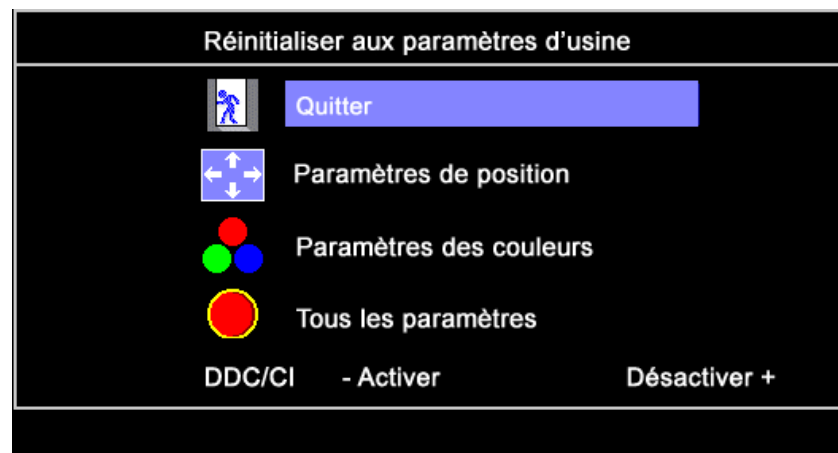 Réinitialiser aux paramètres d'usine
Quitter
Paramètres de position
Paramètres des couleurs
Tous les paramètres
DDC/CI - Activer Désactiver +